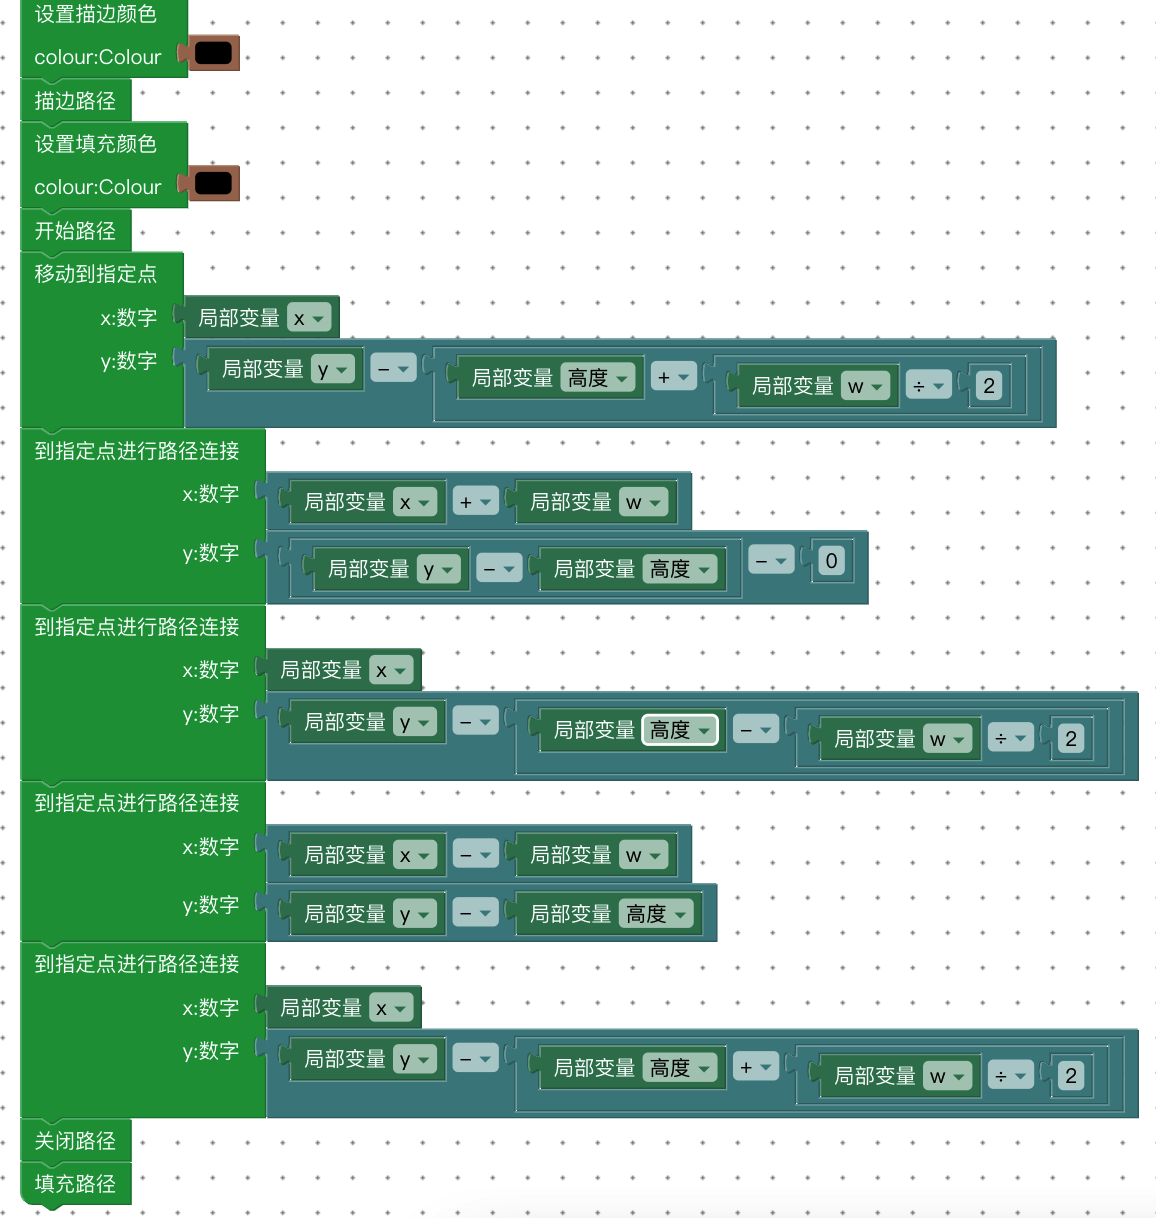 设置描边颜色
colour:Colour
描边路径
设置填充颜色
colour:Colour
开始路径
移动到指定点
x:数字 局部变量 x
y:数字 局部变量 y - 局部变量 高度 + 局部变量 w ÷ 2
到指定点进行路径连接
x:数字 局部变量 x + 局部变量 w
y:数字 局部变量 y - 局部变量 高度 - 0
到指定点进行路径连接
x:数字 局部变量 x
y:数字 局部变量 y - 局部变量 高度 - 局部变量 w ÷ 2
到指定点进行路径连接
x:数字 局部变量 x - 局部变量 w
y:数字 局部变量 y - 局部变量 高度
到指定点进行路径连接
x:数字 局部变量 x
y:数字 局部变量 y - 局部变量 高度 + 局部变量 w ÷ 2
关闭路径
填充路径